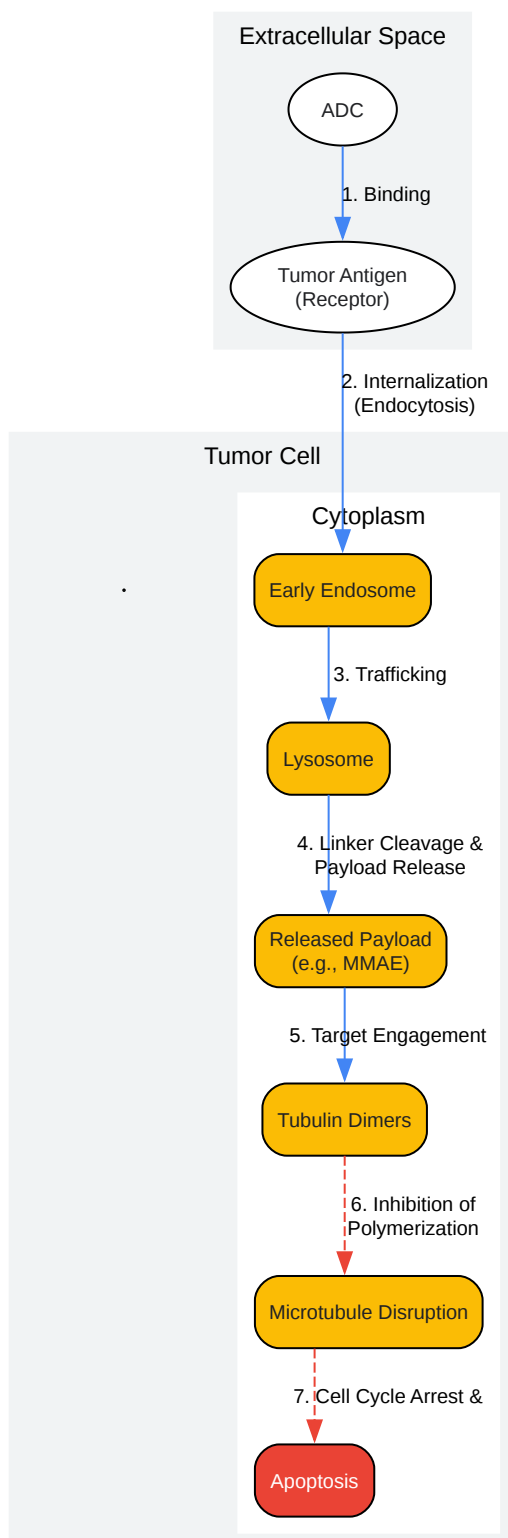 Extracellular Space
ADC
1. Binding
Tumor Antigen
(Receptor)
2. Internalization
(Endocytosis)
Tumor Cell
Cytoplasm
.
Early Endosome
3. Trafficking
Lysosome
4. Linker Cleavage &
Payload Release
Released Payload
(e.g., MMAE)
5. Target Engagement
Tubulin Dimers
6. Inhibition of
Polymerization
Microtubule Disruption
7. Cell Cycle Arrest &
Apoptosis